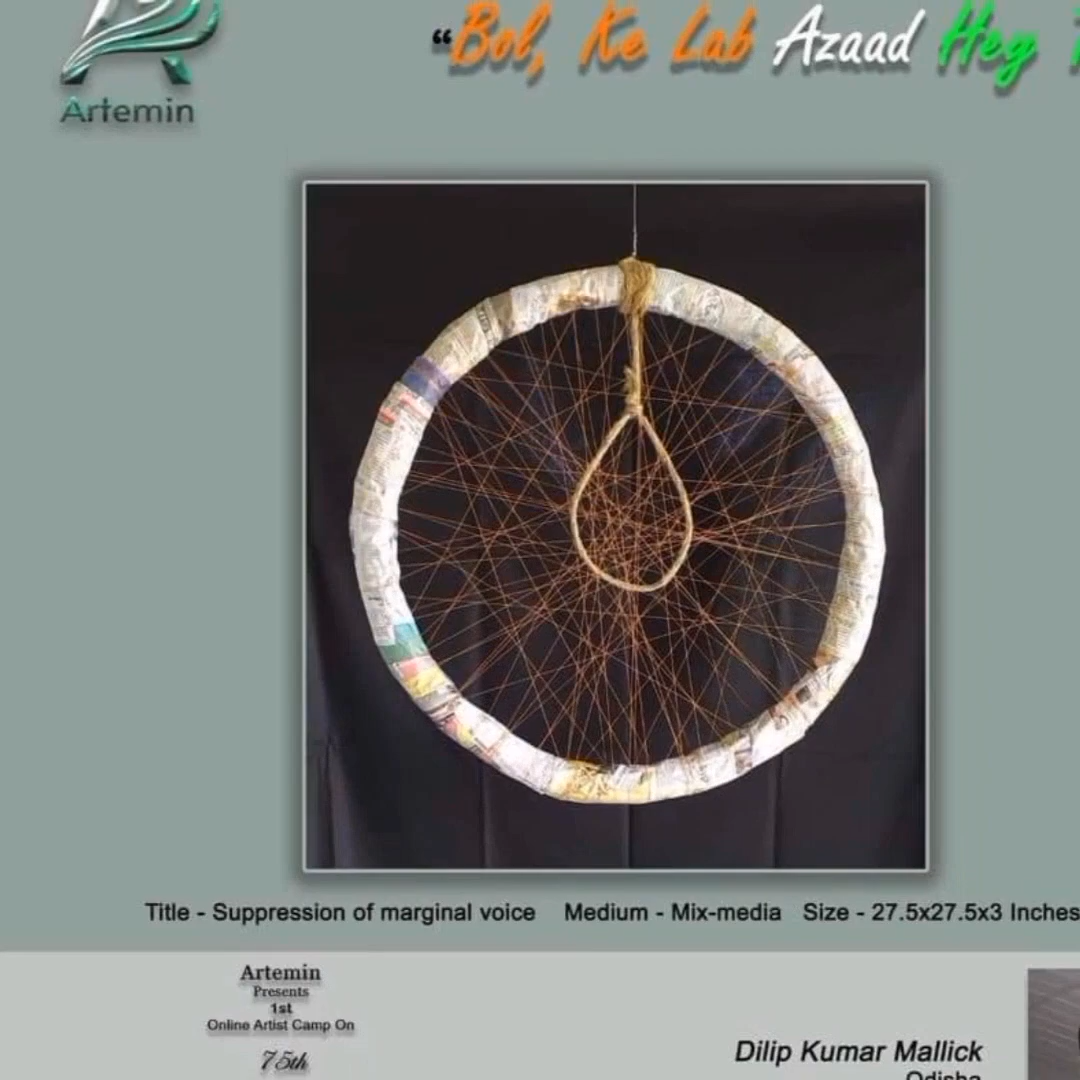 Artemin
"Bol, Ke Lab Azaad Hey
Title - Suppression of marginal voice Medium - Mix-media Size - 27.5x27.5x3 Inches
Artemin
Presents
1st
Online Artist Camp On
75th
Dilip Kumar Mallick
Odisha